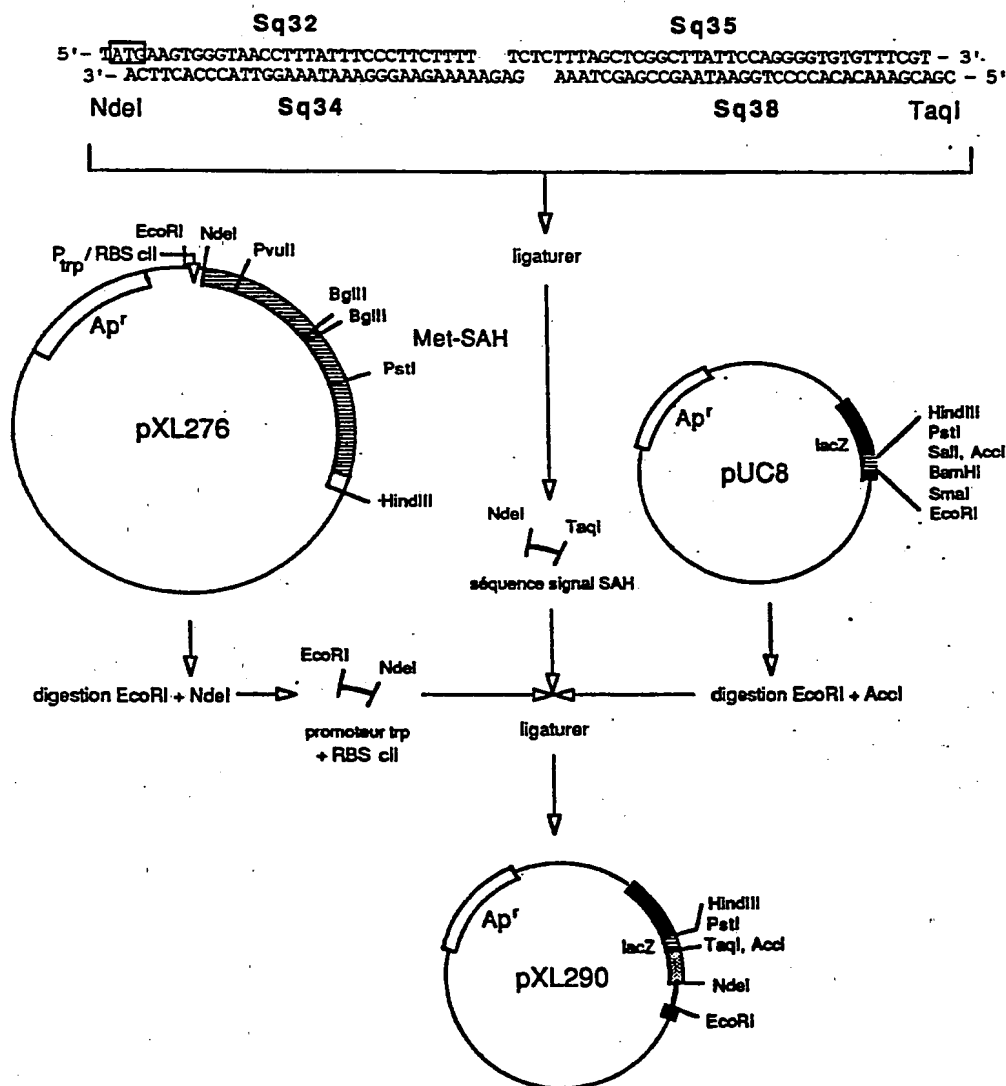 Sq32 Sq35
5'- TATGAAGTGGGTAACCTTTATTTCCCTTCTTTT TCTCTTTAGCTCGGCTTATTCCAGGGGTGTGTTTCGT - 3'.
3'- ACTTCACCCATTGGAAATAAAGGGAAGAAAAAGAG AAATCGAGCCGAATAAGGTCCCCACACAAAGCAGC - 5'
NdeI Sq34 Sq38 TaqI
ligaturer
EcoRI
NdeI
Ptrp/ RBS cII
PvuII
BglII
BglII
Apr
Met-SAH
PstI
pXL276
HindIII
Apr
lacZ
pUC8
HindIII
PstI
SalI, AccI
BamHI
SmaI
EcoRI
NdeI
TaqI
séquence signal SAH
digestion EcoRI + NdeI
EcoRI
NdeI
promoteur trp
+ RBS cII
digestion EcoRI + AccI
ligaturer
Apr
lacZ
HindIII
PstI
TaqI, AccI
pXL290
NdeI
EcoRI